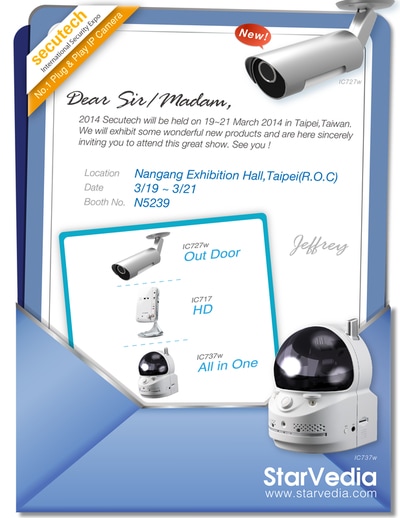 secutech
International Security Expo
No.1 Plug & Play IP Camera
New!
IC727w
Dear Sir/Madam,
2014 Secutech will be held on 19~21 March 2014 in Taipei,Taiwan.
We will exhibit some wonderful new products and are here sincerely
inviting you to attend this great show. See you !
Location Nangang Exhibition Hall,Taipei(R.O.C)
Date 3/19 ~ 3/21
Booth No. N5239
Jeffrey
IC727w
Out Door
IC717
HD
IC737w
All in One
IC737w
StarVedia
www.starvedia.com